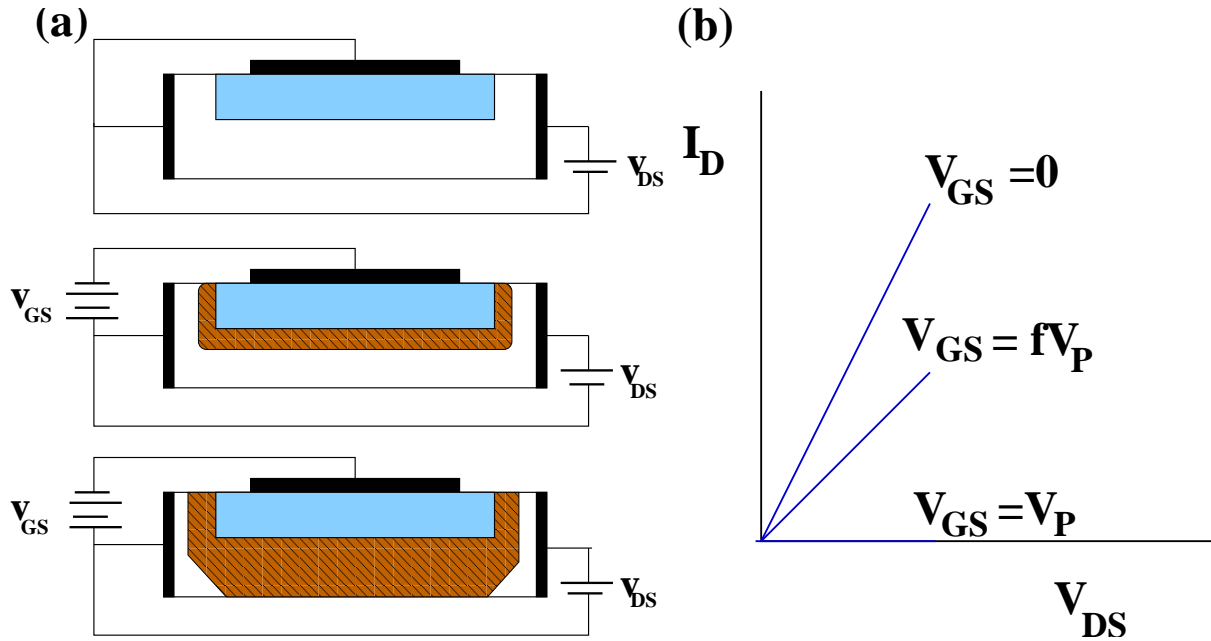 (a)
V_DS
V_GS
V_DS
V_GS
V_DS
(b)
I_D
V_GS =0
V_GS = fV_P
V_GS =V_P
V_DS